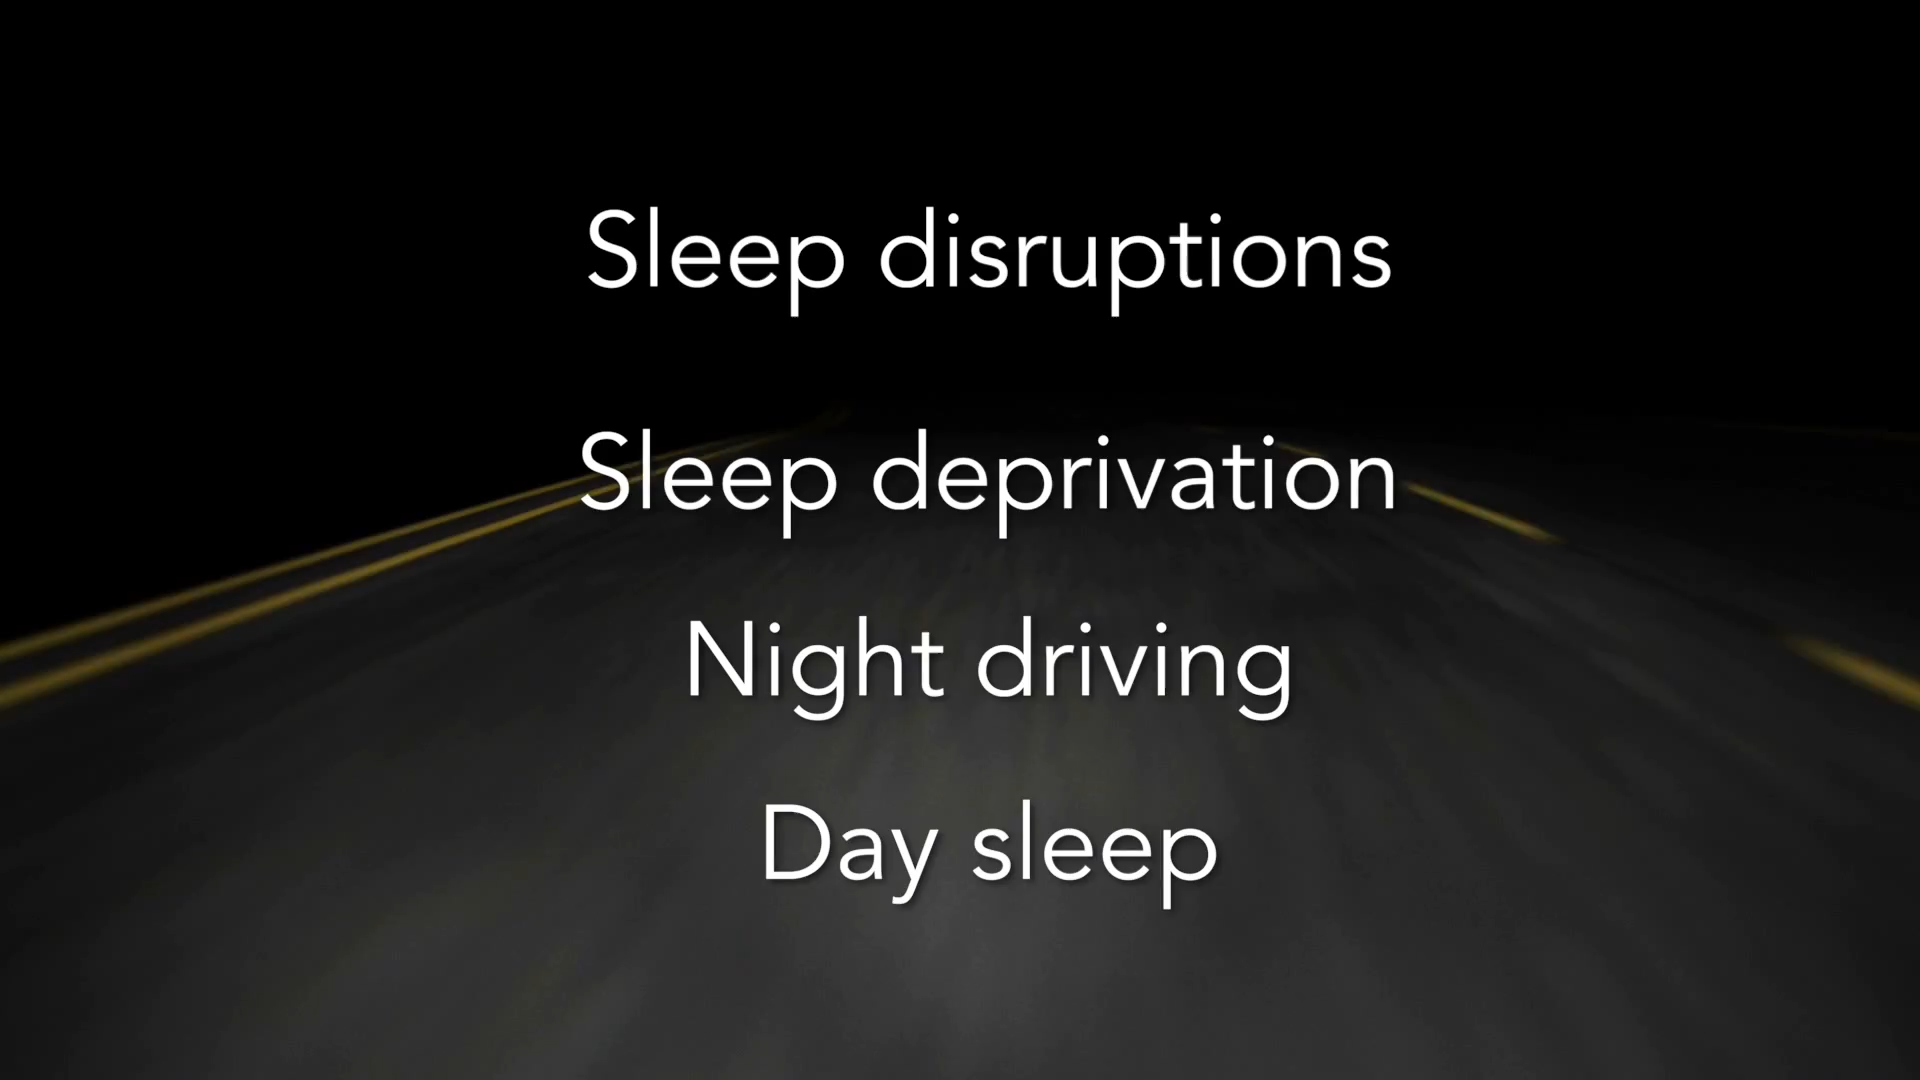 Sleep disruptions
Sleep deprivation
Night driving
Day sleep